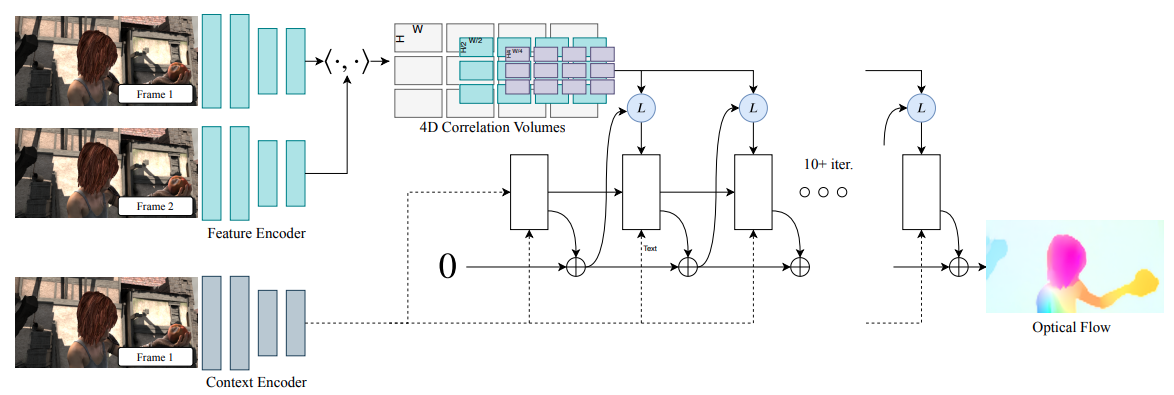 Frame 1
Frame 2
Feature Encoder
Frame 1
Context Encoder
⟨·, ·⟩
H W
H/2 W/2
H/4 W/4
4D Correlation Volumes
L
L
L
10+ iter.
Text
0
Optical Flow